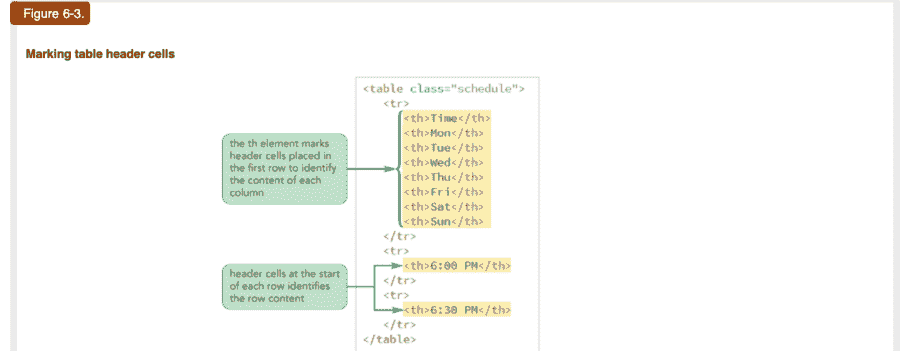 Figure 6-3.
Marking table header cells
<table class="schedule">
<tr>
<th>Time</th>
<th>Mon</th>
<th>Tue</th>
<th>Wed</th>
<th>Thu</th>
<th>Fri</th>
<th>Sat</th>
<th>Sun</th>
</tr>
<tr>
<th>6:00 PM</th>
</tr>
<tr>
<th>6:30 PM</th>
</tr>
</table>
the th element marks
header cells placed in
the first row to identify
the content of each
column
header cells at the start
of each row identifies
the row content